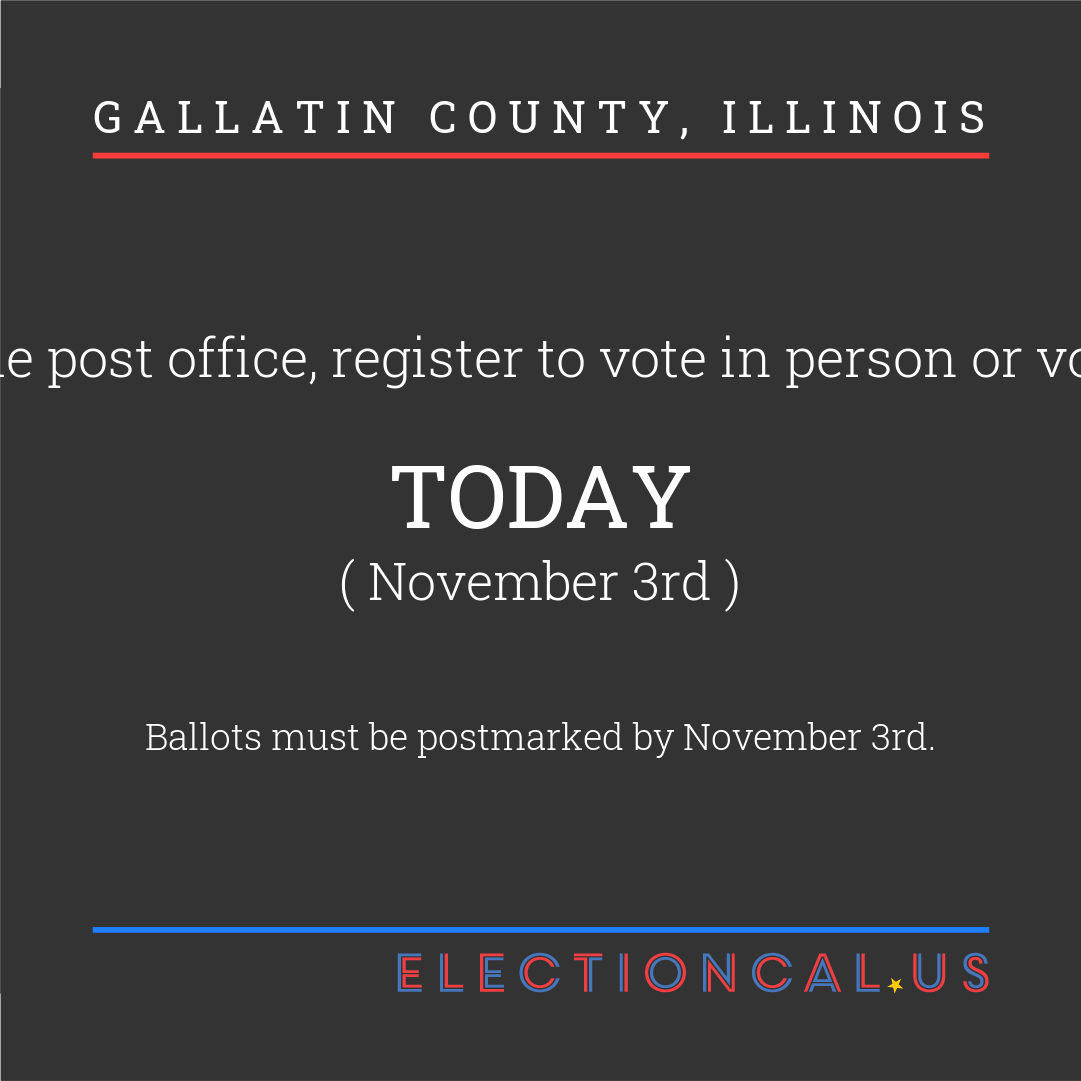 GALLATIN COUNTY, ILLINOIS
e post office, register to vote in person or vo
TODAY
( November 3rd )
Ballots must be postmarked by November 3rd.
ELECTIONCAL.US